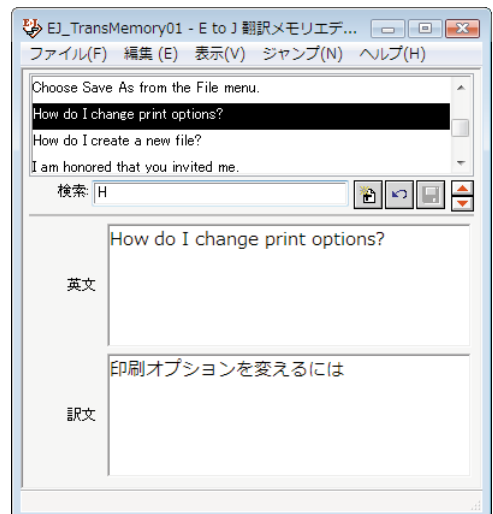 EJ_TransMemory01 - E to J 翻訳メモリエデ...
ファイル(F) 編集 (E) 表示(V) ジャンプ(N) ヘルプ(H)
Choose Save As from the File menu.
How do I change print options?
How do I create a new file?
I am honored that you invited me.
検索: H
英文
How do I change print options?
訳文
印刷オプションを変えるには